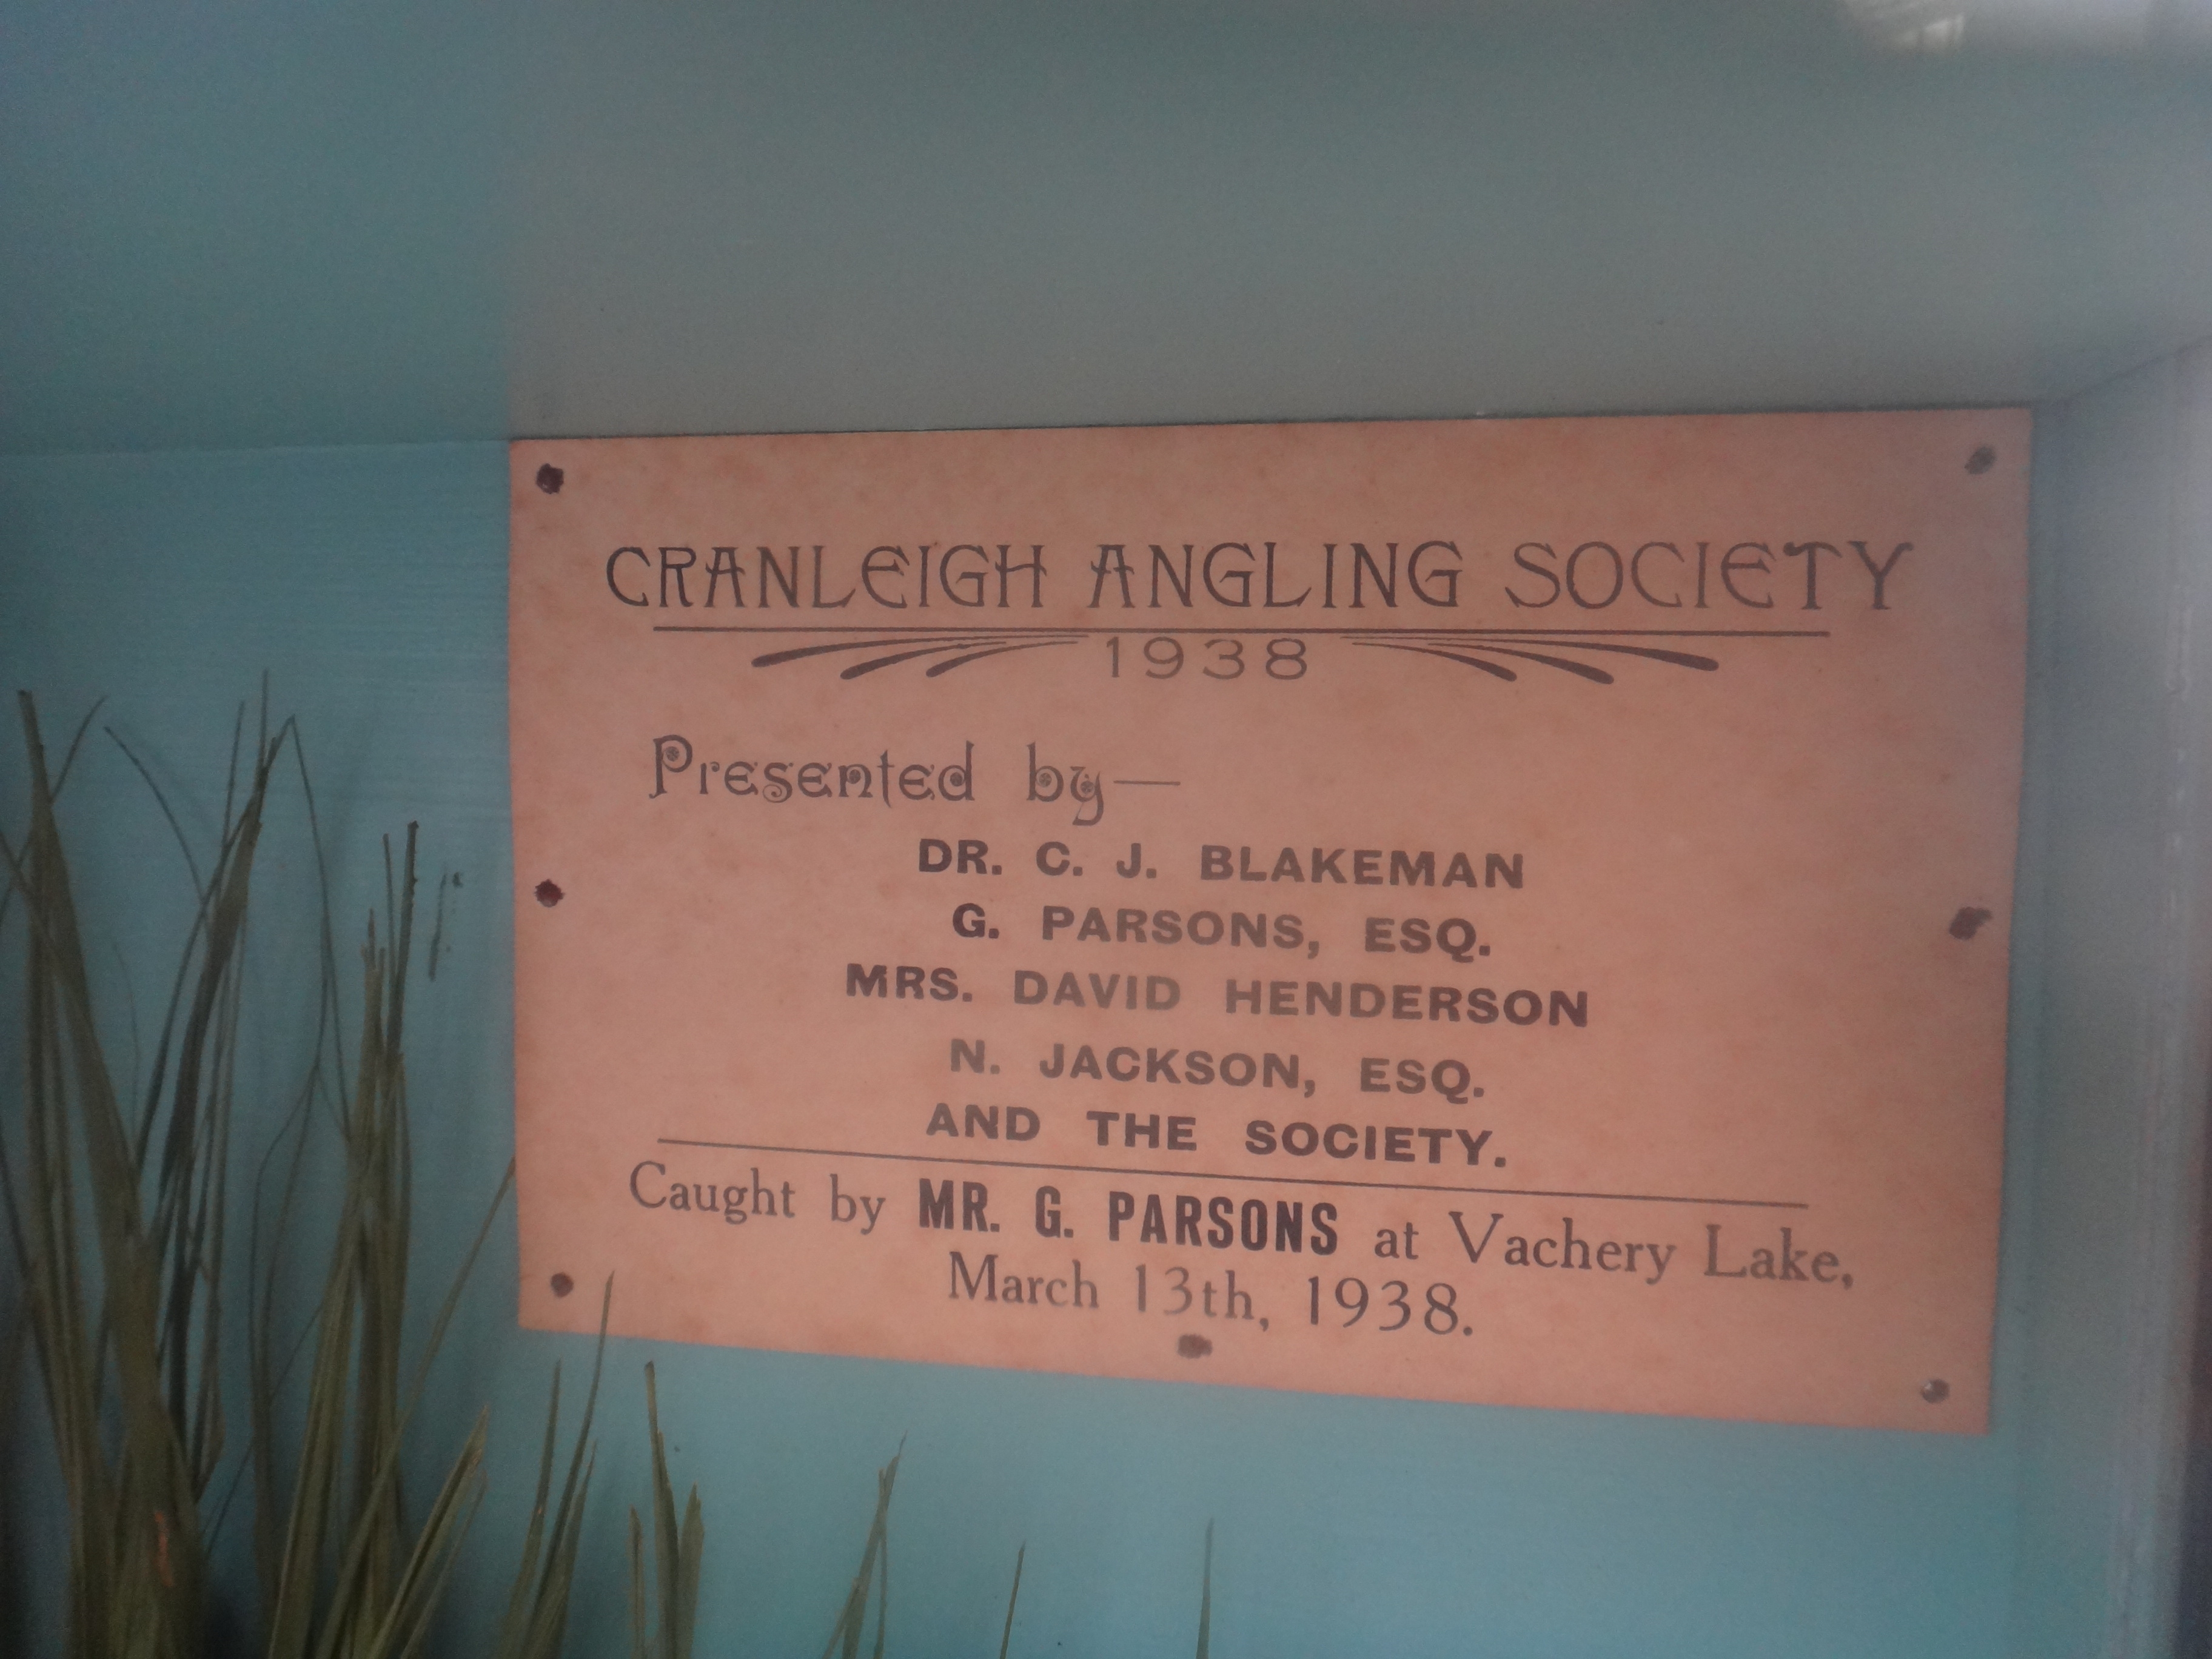 CRANLEIGH ANGLING SOCIETY
1938
Presented by—
DR. C. J. BLAKEMAN
G. PARSONS, ESQ.
MRS. DAVID HENDERSON
N. JACKSON, ESQ.
AND THE SOCIETY.
Caught by MR. G. PARSONS at Vachery Lake,
March 13th, 1938.